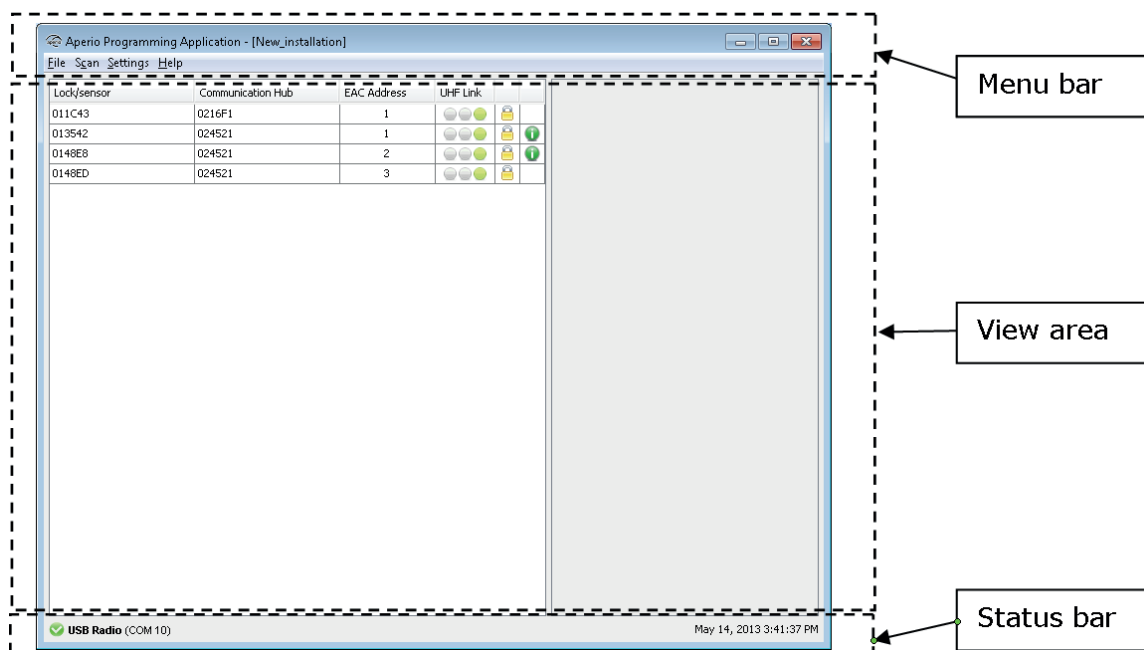 Aperio Programming Application - [New_installation]
File Scan Settings Help
Menu bar
Lock/sensor Communication Hub EAC Address UHF Link
011C43 0216F1 1
013542 024521 1
0148E8 024521 2
0148ED 024521 3
View area
USB Radio (COM 10) May 14, 2013 3:41:37 PM
Status bar